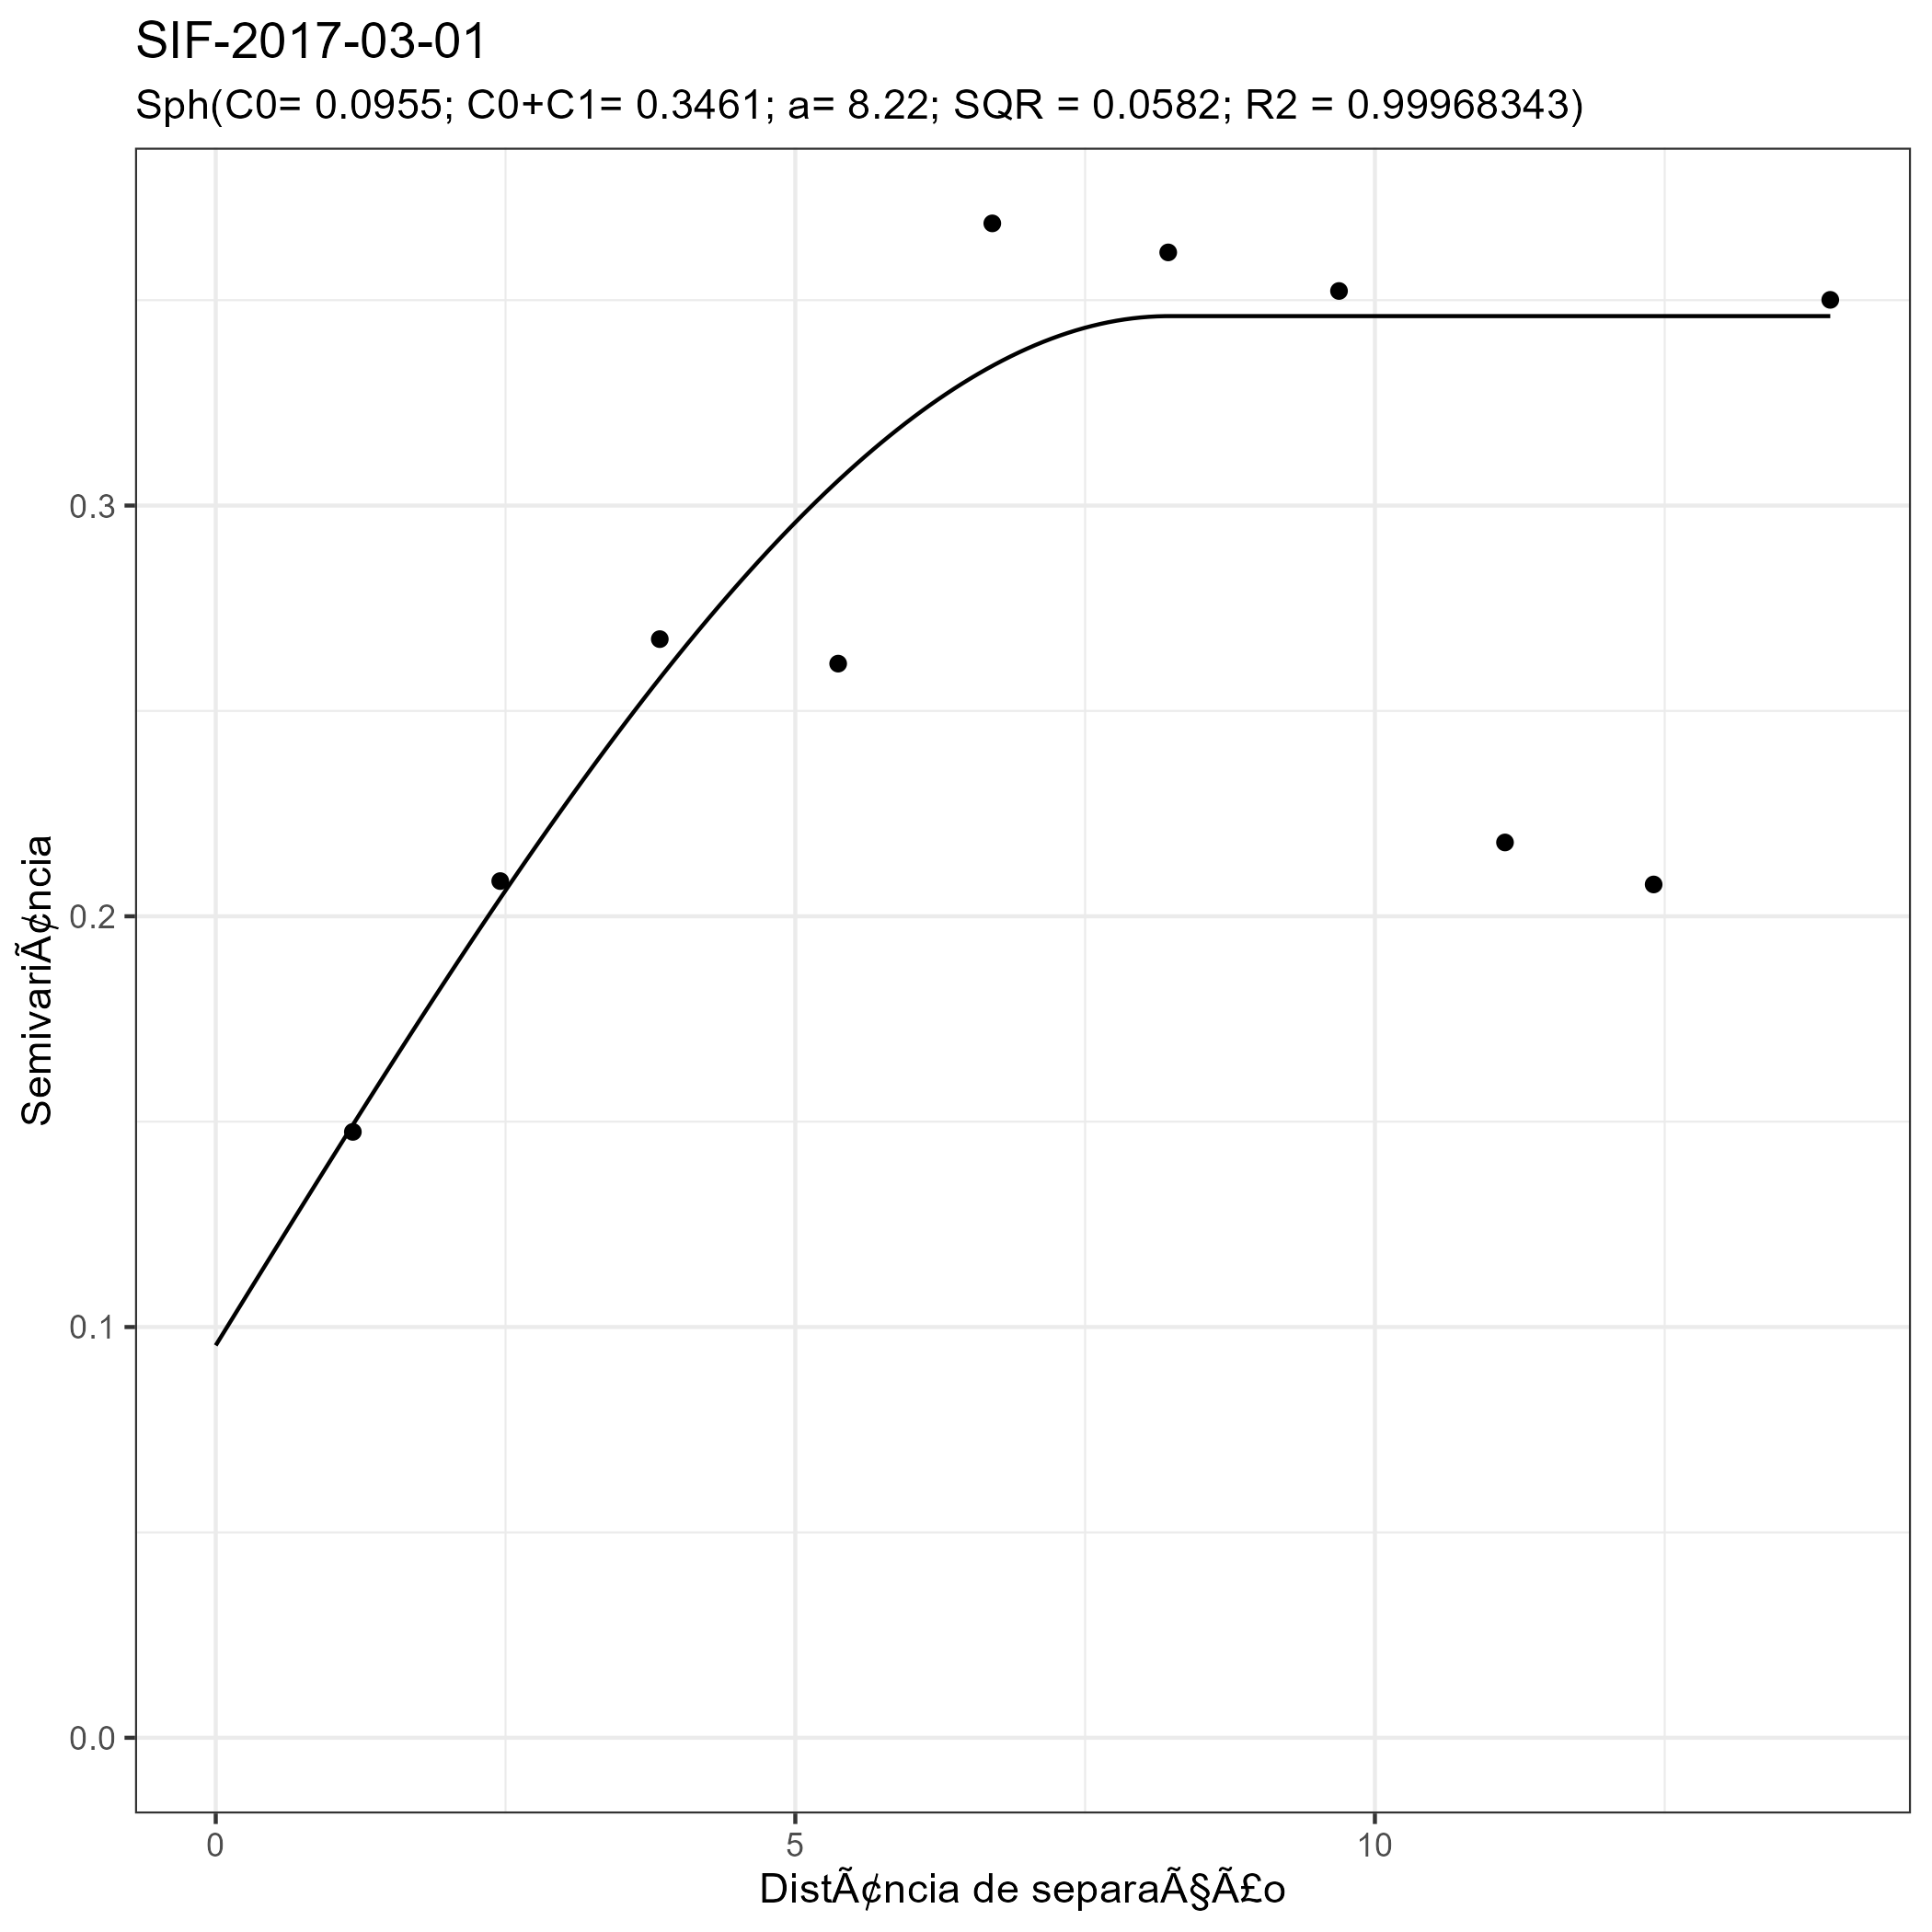 SIF-2017-03-01
Sph(C0= 0.0955; C0+C1= 0.3461; a= 8.22; SQR = 0.0582; R2 = 0.99968343)
SemivariÃ¢ncia
0.3
0.2
0.1
0.0
0 5 10
DistÃ¢ncia de separaÃ§Ã£o